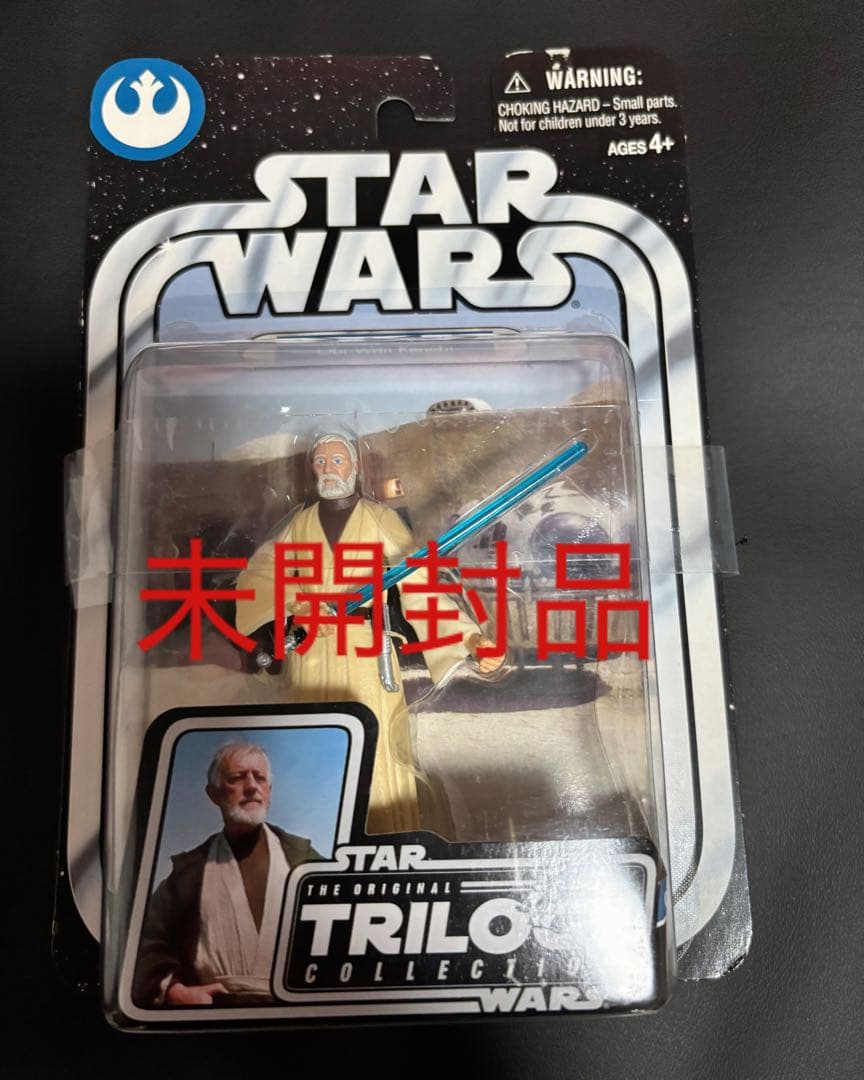 WARNING:
CHOKING HAZARD – Small parts.
Not for children under 3 years.
AGES 4+
STAR
WARS®
未開封品
STAR
THE ORIGINAL
COLLECTI
WARS